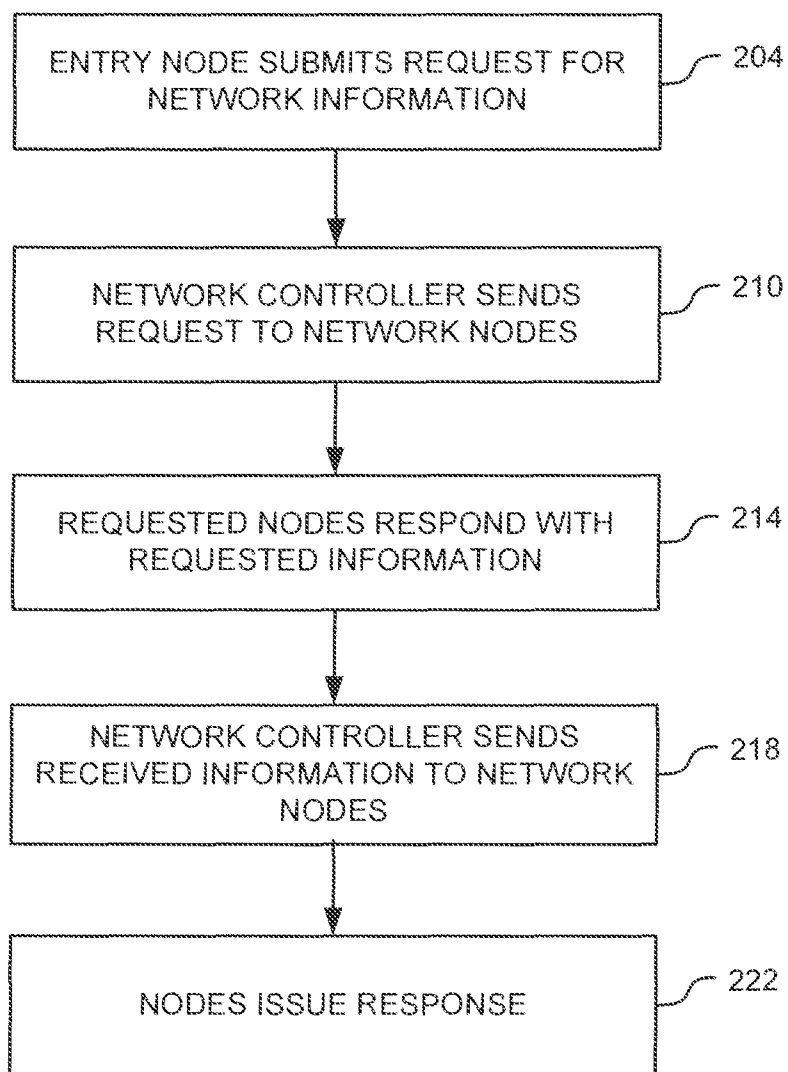 ENTRY NODE SUBMITS REQUEST FOR
NETWORK INFORMATION
204
NETWORK CONTROLLER SENDS
REQUEST TO NETWORK NODES
210
REQUESTED NODES RESPOND WITH
REQUESTED INFORMATION
214
NETWORK CONTROLLER SENDS
RECEIVED INFORMATION TO NETWORK
NODES
218
NODES ISSUE RESPONSE
222